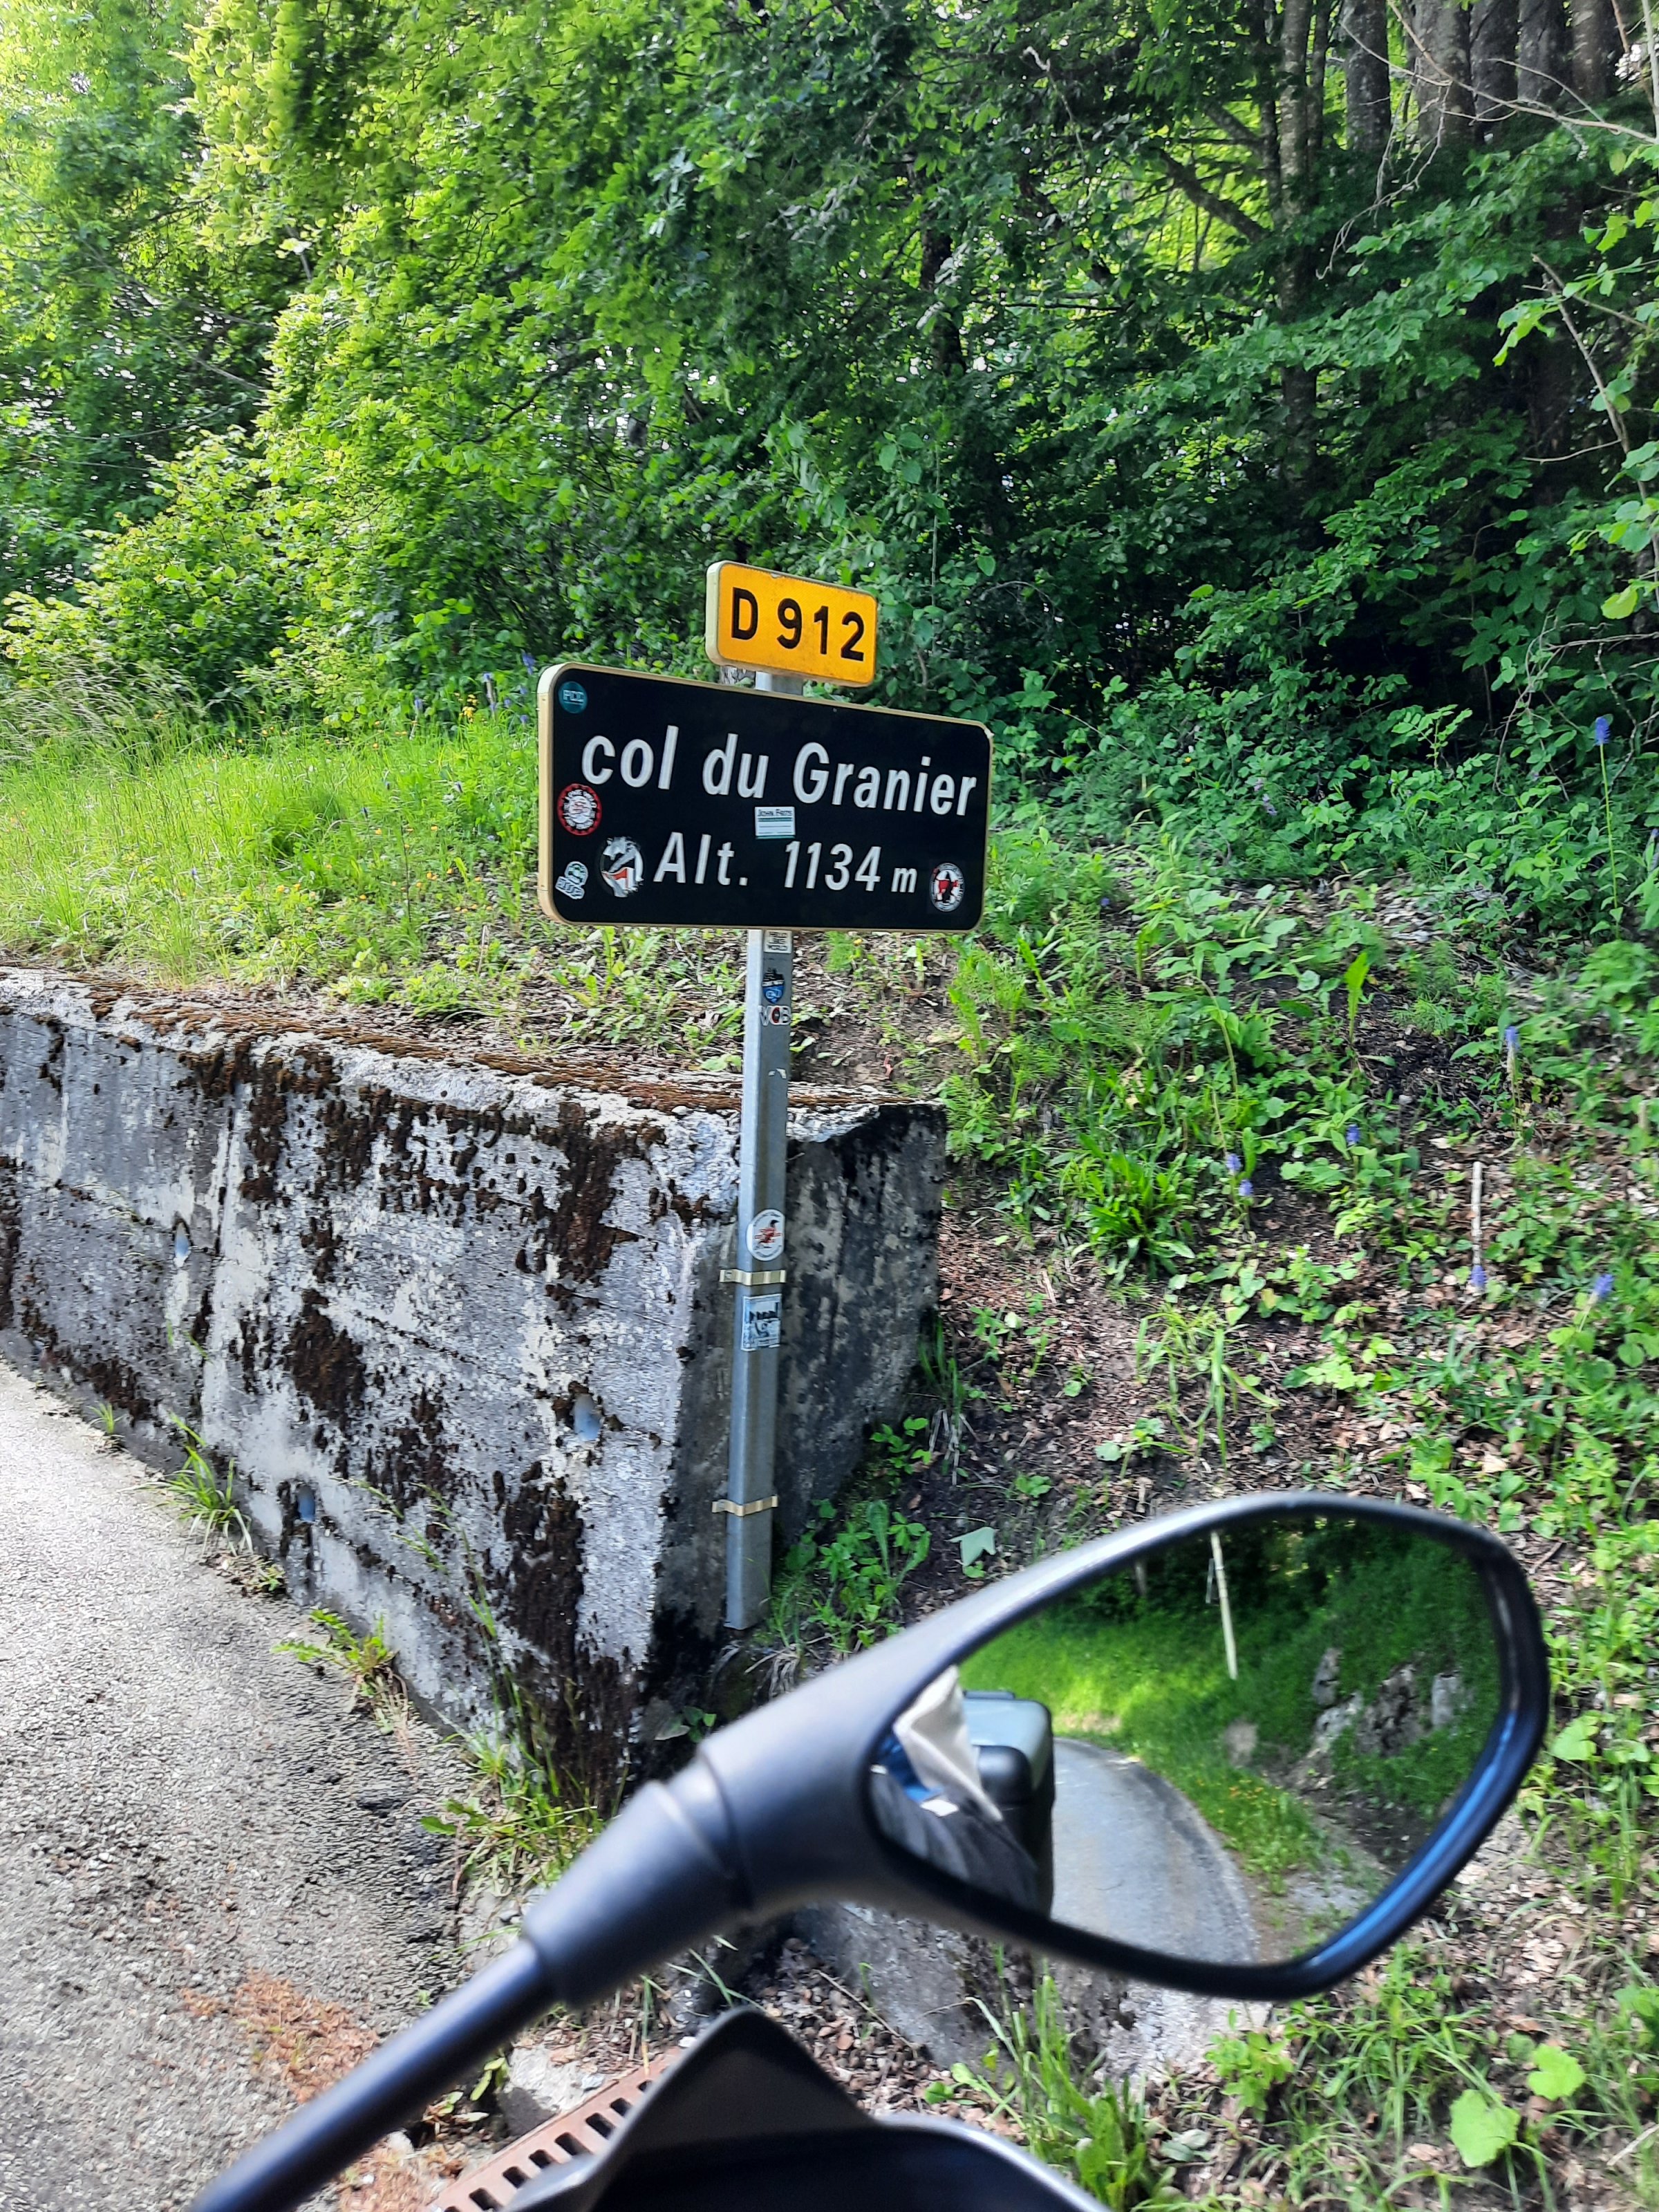 D 912
col du Granier
Alt. 1134 m